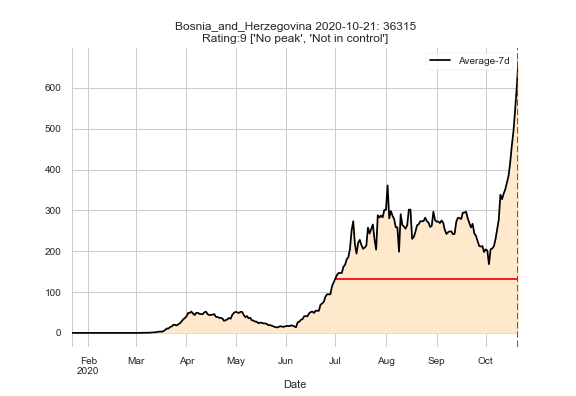 Bosnia_and_Herzegovina 2020-10-21: 36315
Rating:9 ['No peak', 'Not in control']
Average-7d
600
500
400
300
200
100
0
Feb Mar Apr May Jun Jul Aug Sep Oct
2020
Date